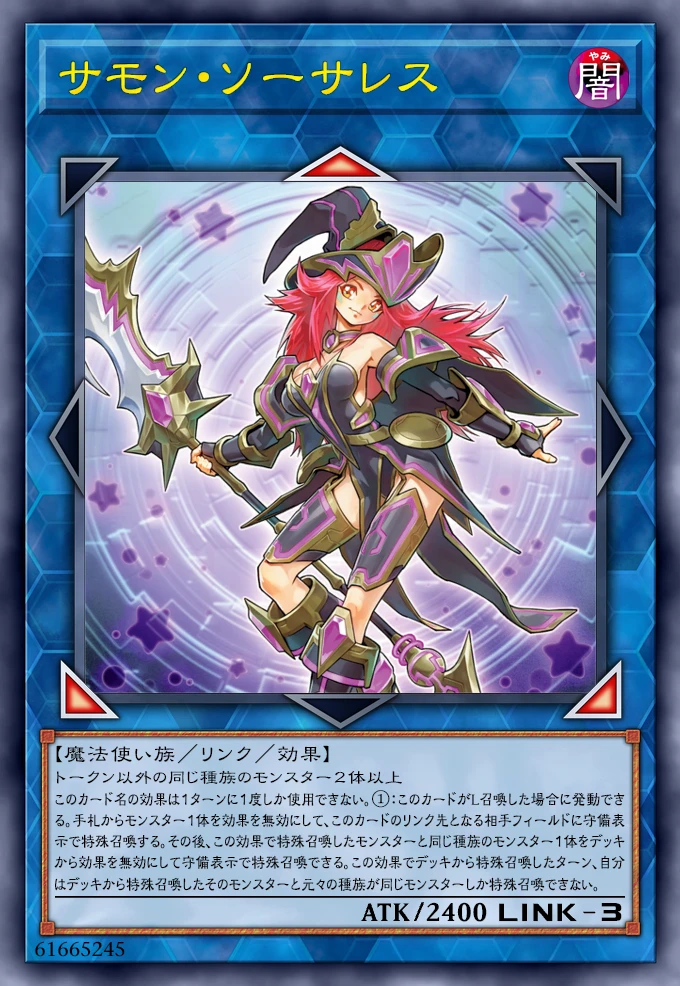 サモン・ソーサレス
やみ
闇
【魔法使い族／リンク／効果】
トークン以外の同じ種族のモンスター２体以上
このカード名の効果は１ターンに１度しか使用できない。①：このカードがL召喚した場合に発動でき
る。手札からモンスター１体を効果を無効にして、このカードのリンク先となる相手フィールドに守備表
示で特殊召喚する。その後、この効果で特殊召喚したモンスターと同じ種族のモンスター１体をデッキ
から効果を無効にして守備表示で特殊召喚できる。この効果でデッキから特殊召喚したターン、自分
はデッキから特殊召喚したそのモンスターと元々の種族が同じモンスターしか特殊召喚できない。
ATK/2400 LINK－3
61665245